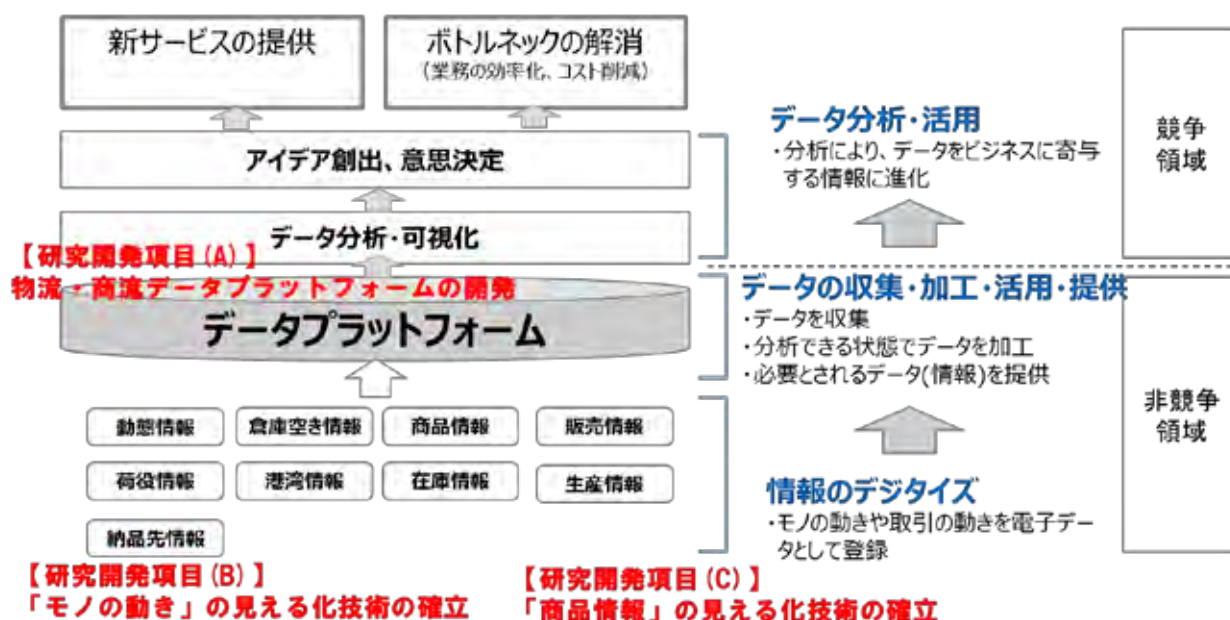 新サービスの提供
ボトルネックの解消
（業務の効率化、コスト削減）
アイデア創出、意思決定
データ分析・可視化
【研究開発項目(A)】
物流・商流データプラットフォームの開発
データプラットフォーム
動態情報
倉庫空き情報
商品情報
販売情報
荷役情報
港湾情報
在庫情報
生産情報
納品先情報
【研究開発項目(B)】
「モノの動き」の見える化技術の確立
【研究開発項目(C)】
「商品情報」の見える化技術の確立
データ分析・活用
・分析により、データをビジネスに寄与
する情報に進化
データの収集・加工・活用・提供
・データを収集
・分析できる状態でデータを加工
・必要とされるデータ(情報)を提供
情報のデジタイズ
・モノの動きや取引の動きを電子デー
タとして登録
競争
領域
非競争
領域